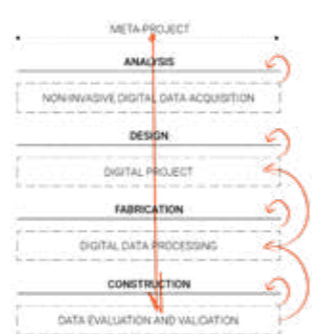 META-PROJECT
ANALYSIS
NON-INVASIVE DIGITAL DATA ACQUISITION
DESIGN
DIGITAL PROJECT
FABRICATION
DIGITAL DATA PROCESSING
CONSTRUCTION
DATA EVALUATION AND VALIDATION